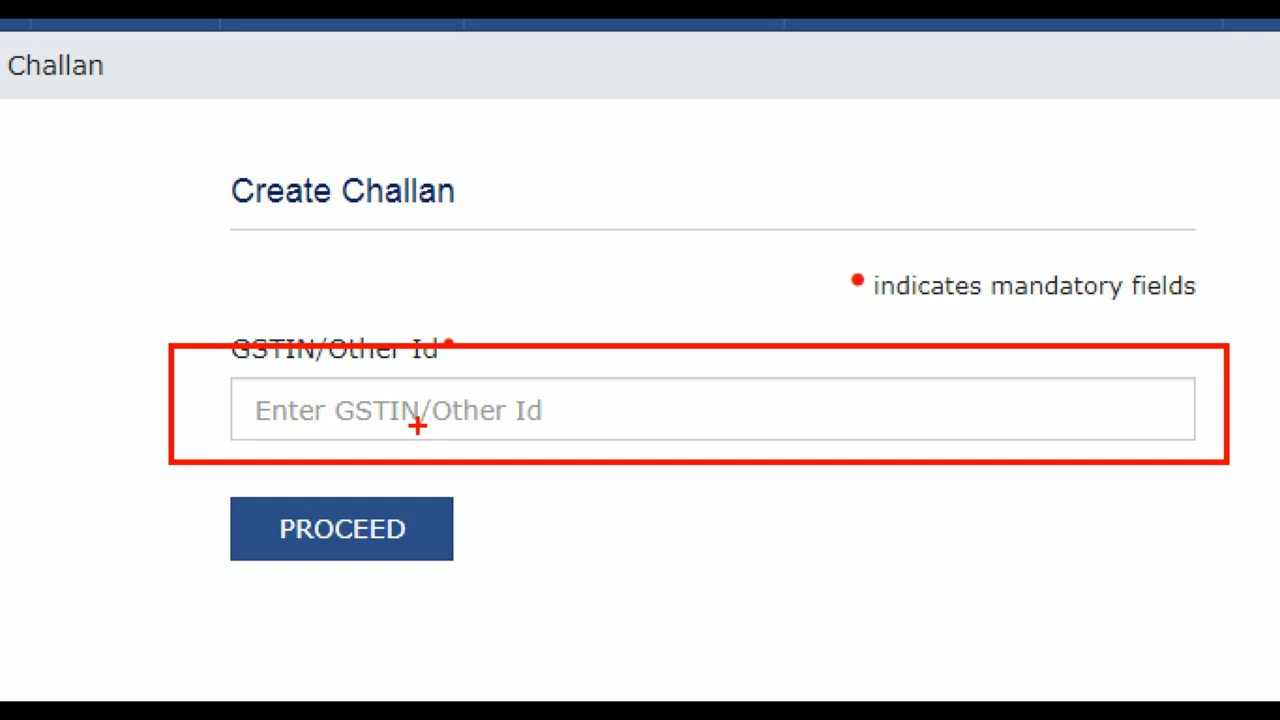 Challan
Create Challan
• indicates mandatory fields
GSTIN/Other Id•
Enter GSTIN/Other Id
PROCEED